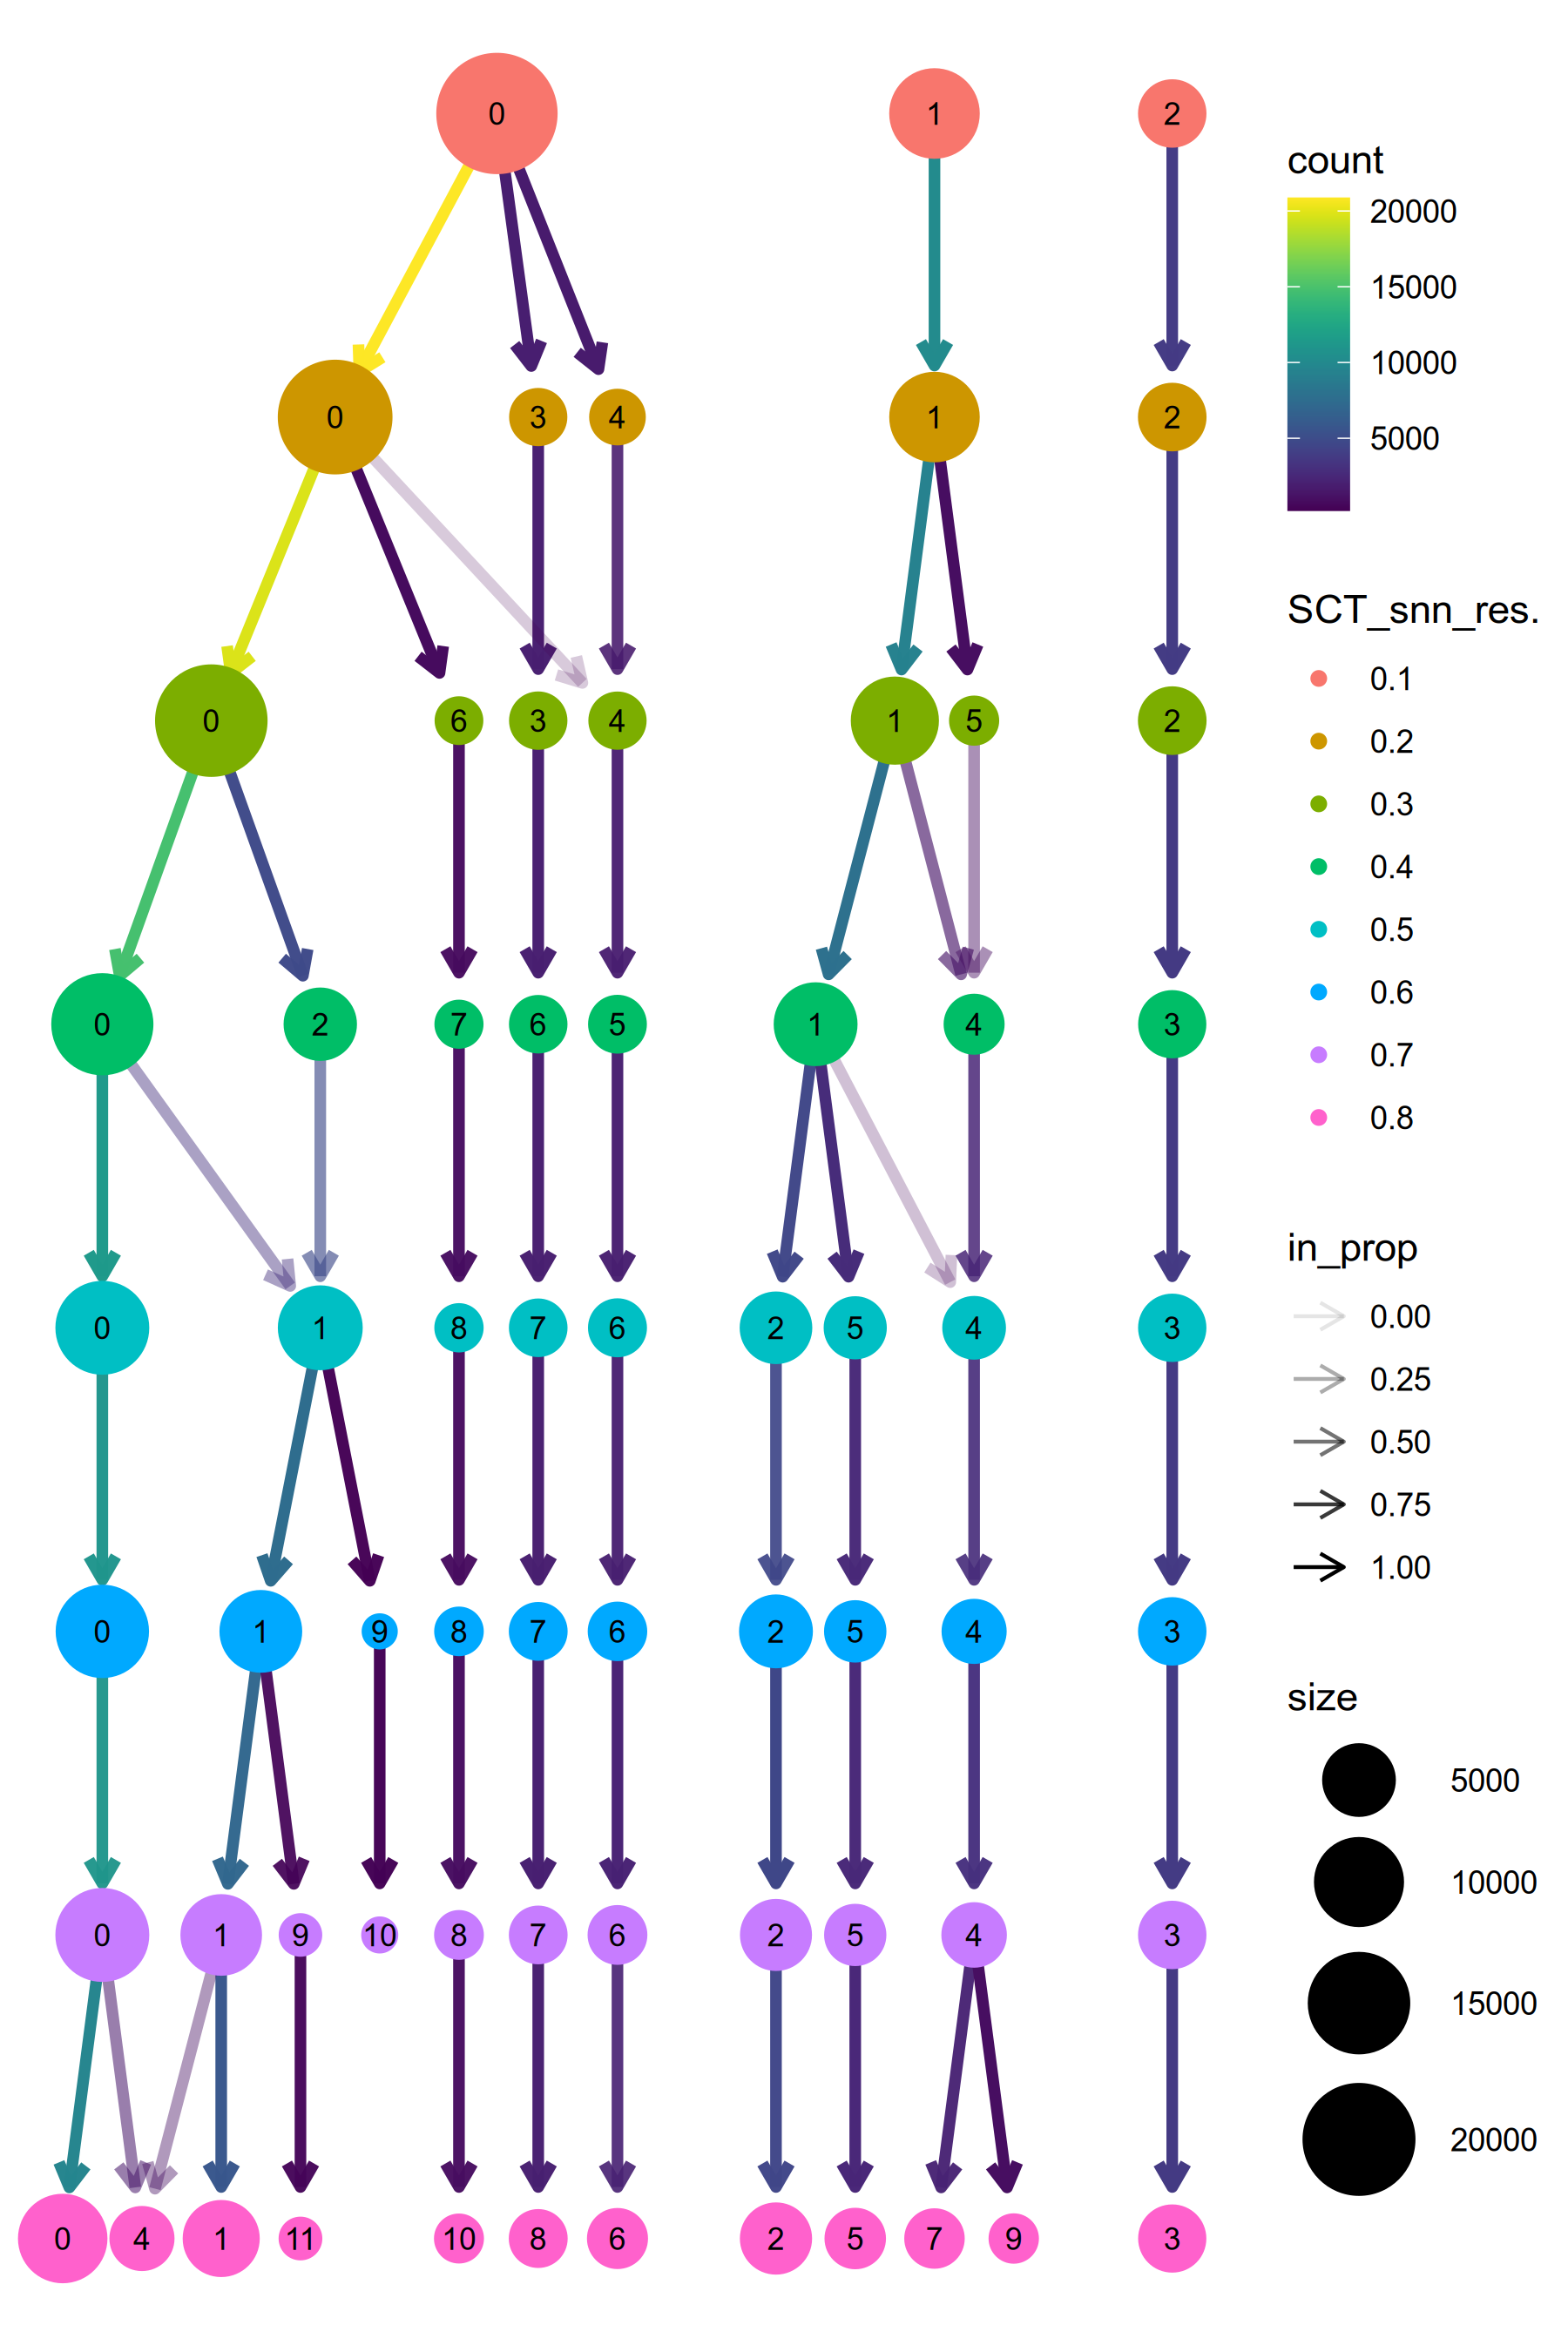 0 1 2
0 3 4 1 2
0 6 3 4 1 5 2
0 2 7 6 5 1 4 3
0 1 8 7 6 2 5 4 3
0 1 9 8 7 6 2 5 4 3
0 1 9 10 8 7 6 2 5 4 3
0 4 1 11 10 8 6 2 5 7 9 3
count
20000
15000
10000
5000
SCT_snn_res.
0.1
0.2
0.3
0.4
0.5
0.6
0.7
0.8
in_prop
0.00
0.25
0.50
0.75
1.00
size
5000
10000
15000
20000